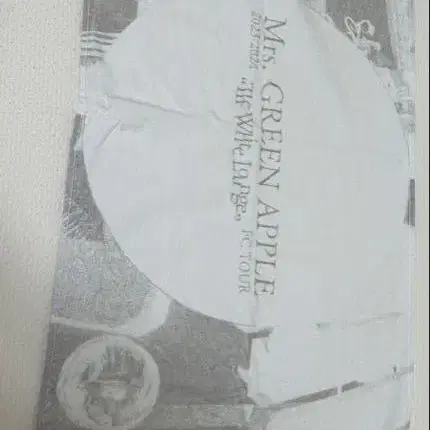 Mrs. GREEN APPLE
2023-2024 FC TOUR
"The White Lounge"